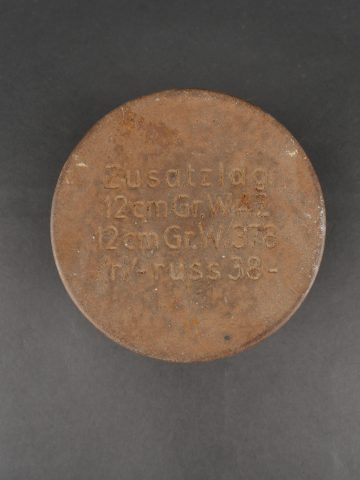 Zusatzldg
12cm Gr.W.42
12cm Gr.W.378
(r)-russ 38-